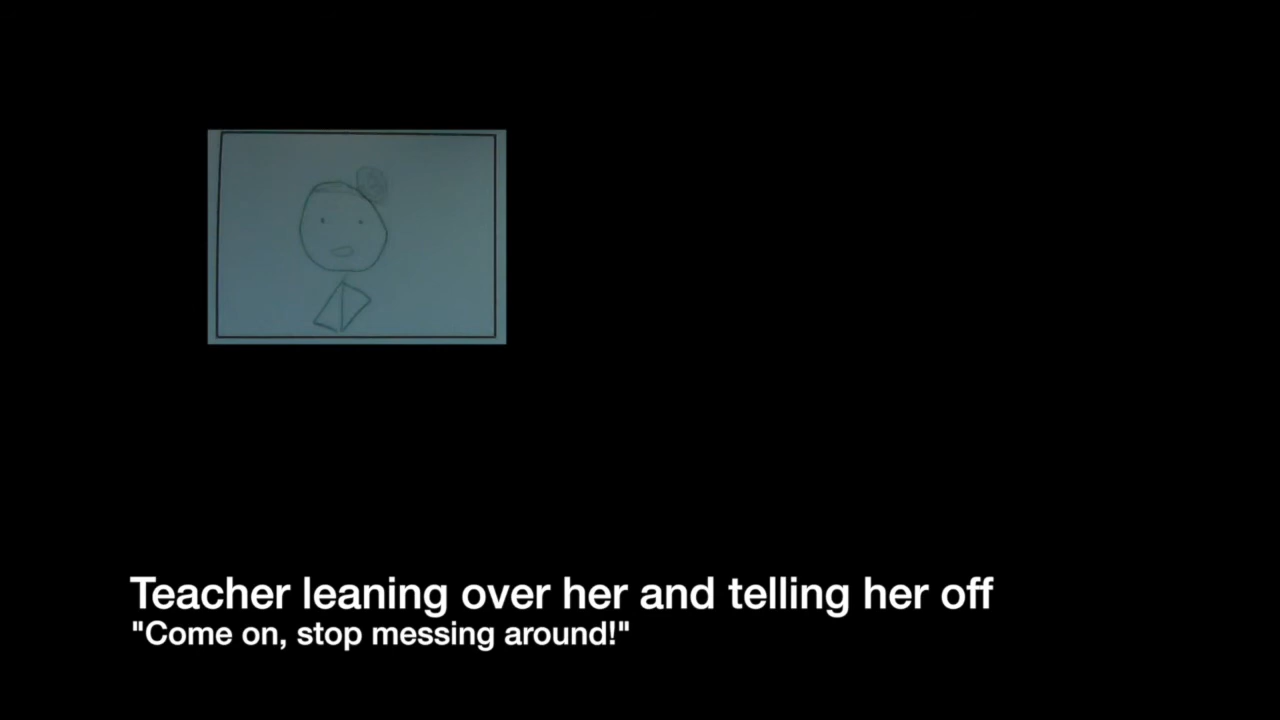 Teacher leaning over her and telling her off
"Come on, stop messing around!"